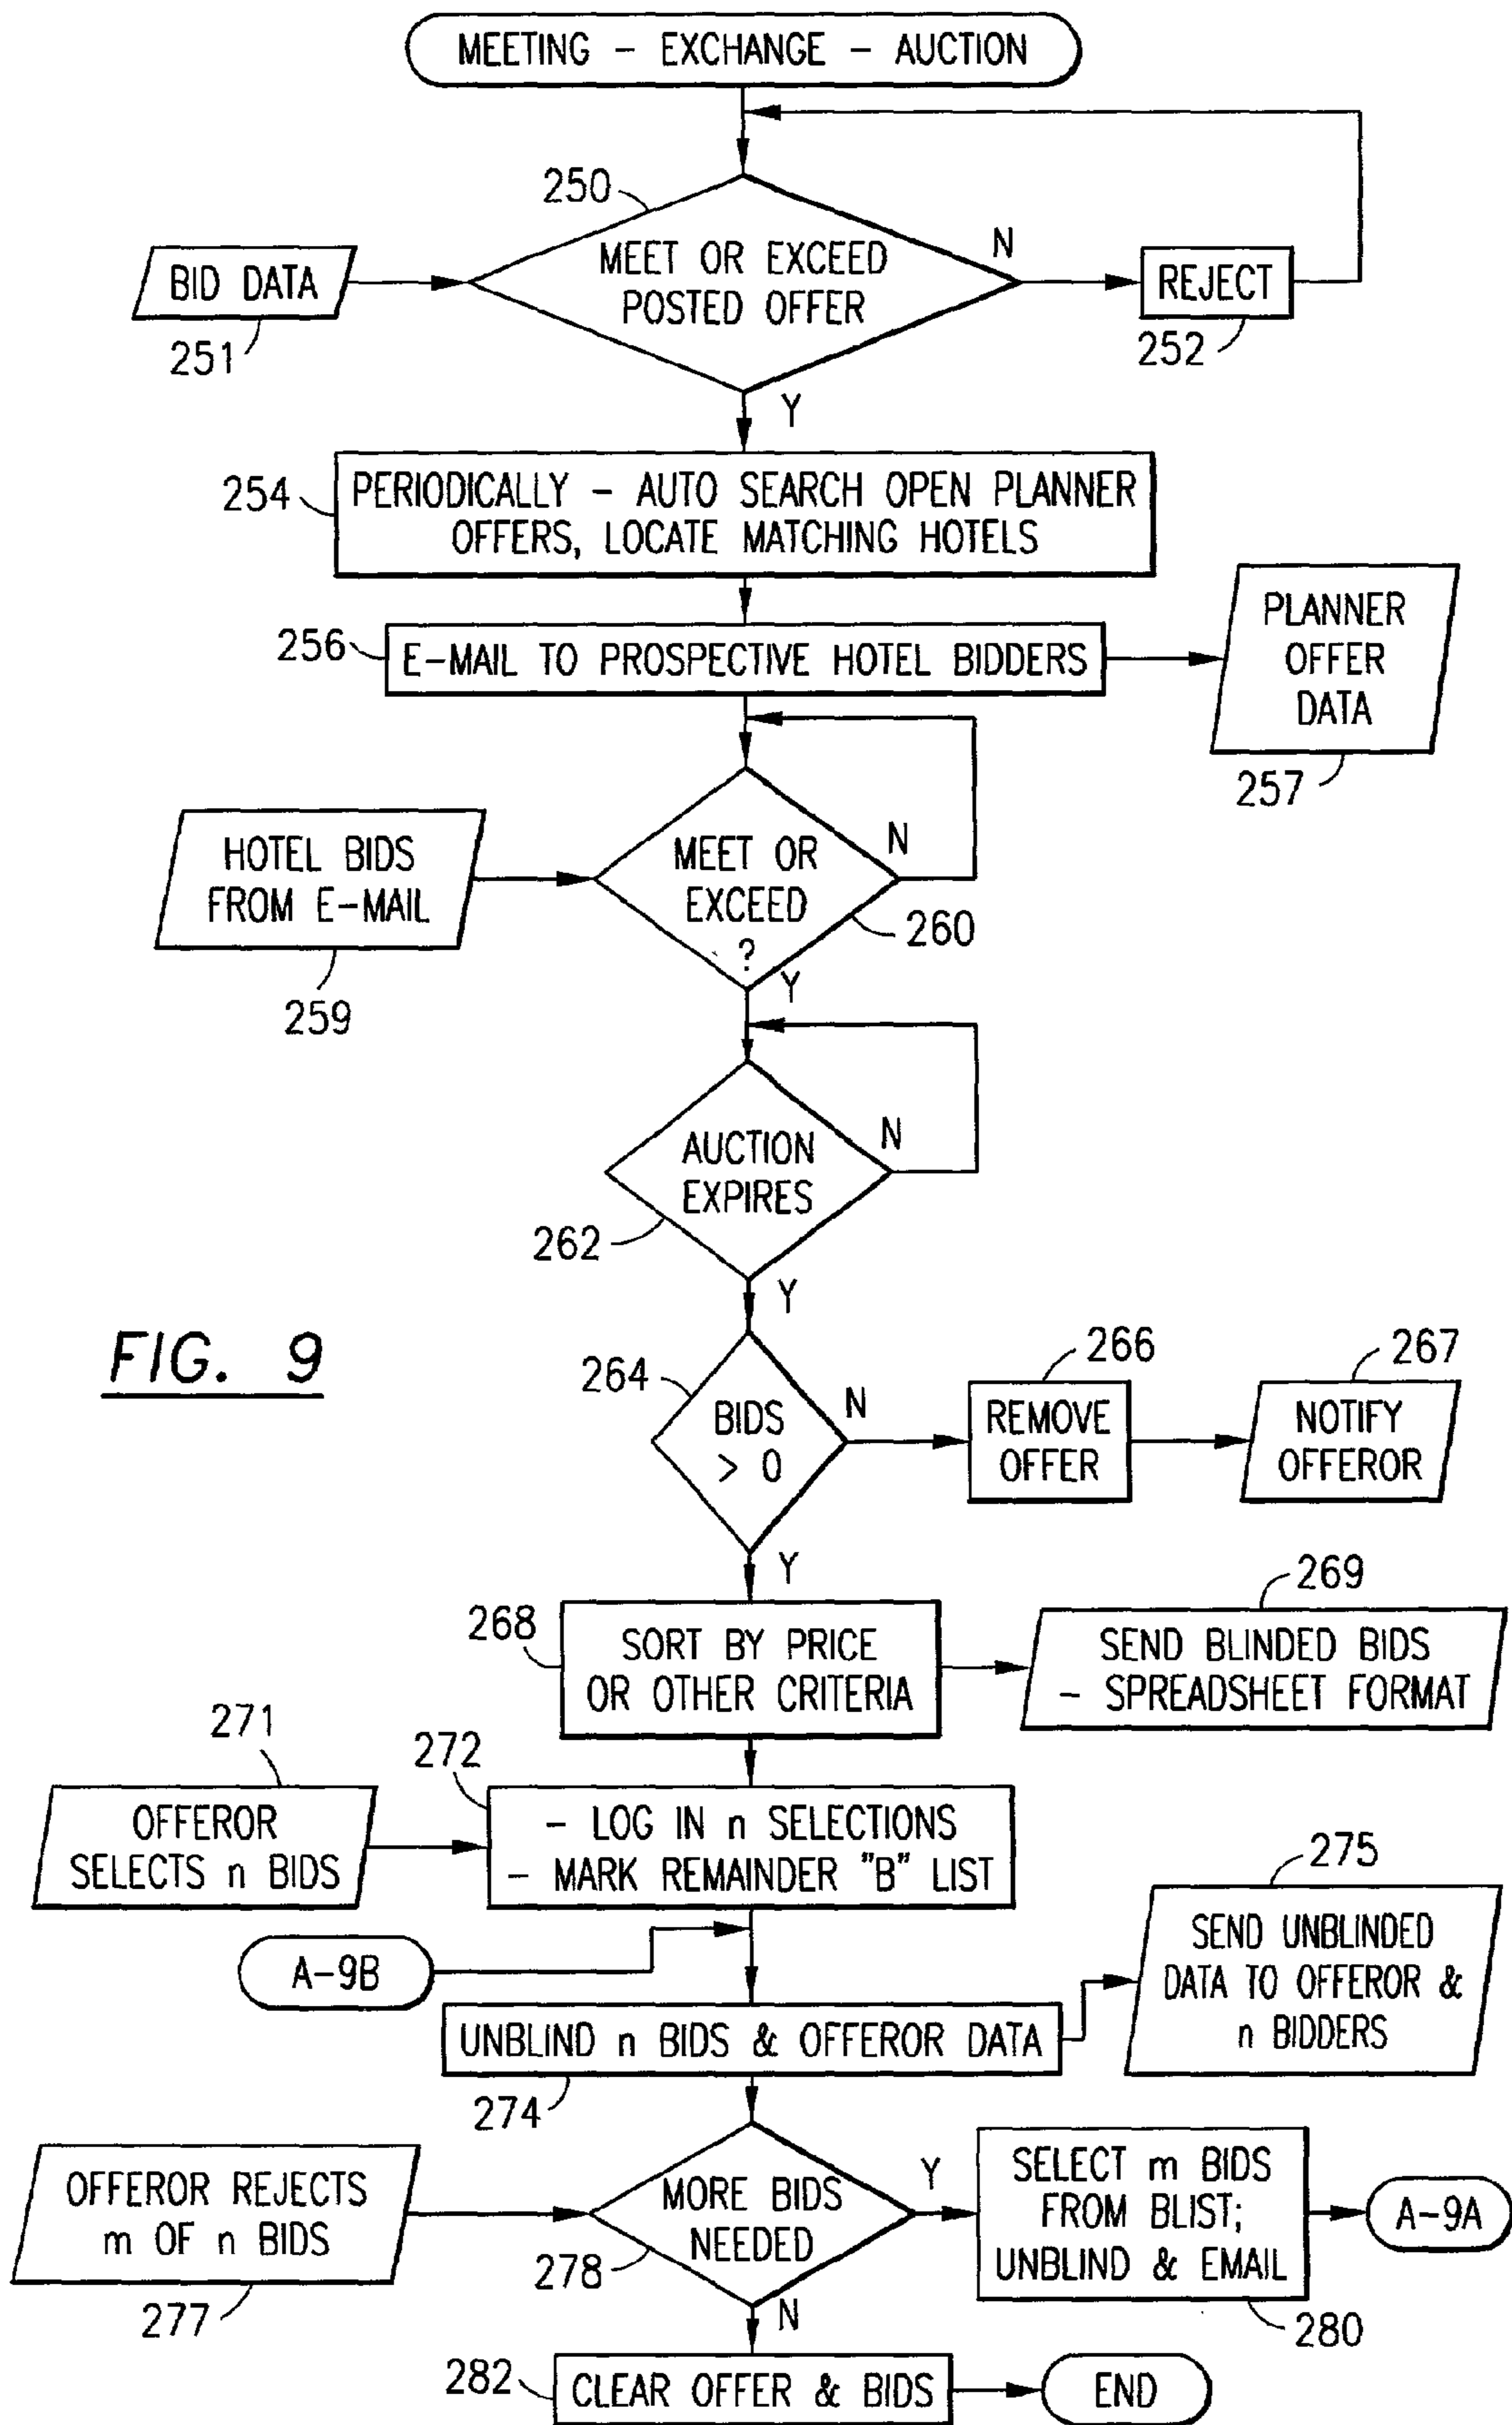 MEETING - EXCHANGE - AUCTION
250
MEET OR EXCEED
POSTED OFFER
N
BID DATA
251
REJECT
252
Y
254
PERIODICALLY - AUTO SEARCH OPEN PLANNER
OFFERS, LOCATE MATCHING HOTELS
256
E-MAIL TO PROSPECTIVE HOTEL BIDDERS
PLANNER
OFFER
DATA
257
HOTEL BIDS
FROM E-MAIL
259
MEET OR
EXCEED
?
N
260
Y
AUCTION
EXPIRES
N
262
Y
FIG. 9
264
BIDS
> 0
N
266
REMOVE
OFFER
267
NOTIFY
OFFEROR
Y
268
SORT BY PRICE
OR OTHER CRITERIA
269
SEND BLINDED BIDS
- SPREADSHEET FORMAT
271
OFFEROR
SELECTS n BIDS
272
- LOG IN n SELECTIONS
- MARK REMAINDER "B" LIST
275
SEND UNBLINDED
DATA TO OFFEROR &
n BIDDERS
A-9B
UNBLIND n BIDS & OFFEROR DATA
274
OFFEROR REJECTS
m OF n BIDS
277
MORE BIDS
NEEDED
278
Y
SELECT m BIDS
FROM BLIST;
UNBLIND & EMAIL
280
A-9A
N
282
CLEAR OFFER & BIDS
END